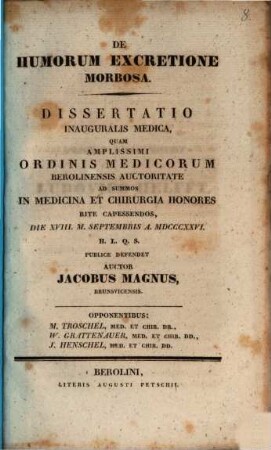 8
DE
HUMORUM EXCRETIONE
MORBOSA.
DISSERTATIO
INAUGURALIS MEDICA,
QUAM
AMPLISSIMI
ORDINIS MEDICORUM
BEROLINENSIS AUCTORITATE
AD SUMMOS
IN MEDICINA ET CHIRURGIA HONORES
RITE CAPESSENDOS,
DIE XVIII. M. SEPTEMBRIS A. MDCCCXXVI.
H. L. Q. S.
PUBLICE DEFENDET
AUCTOR
JACOBUS MAGNUS,
BRUNSVICENSIS.
OPPONENTIBUS:
M. TROSCHEL, MED. ET CHIR. DR.,
W. GRATTENAUER, MED. ET CHIR. DD.,
J. HENSCHEL, MED. ET CHIR. DD.
BEROLINI,
LITERIS AUGUSTI PETSCHII.